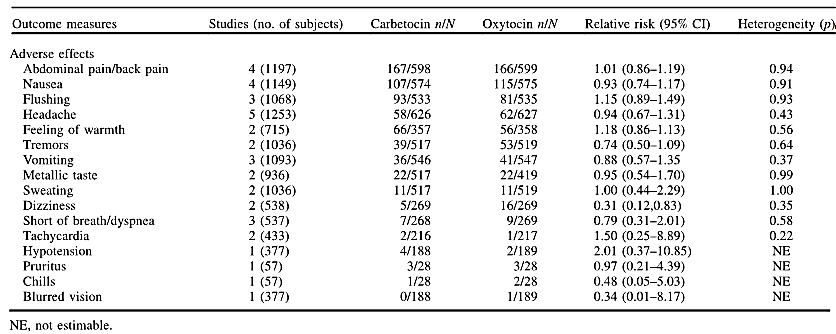 Outcome measures Studies (no. of subjects) Carbetocin n/N Oxytocin n/N Relative risk (95% CI) Heterogeneity (p)
Adverse effects
Abdominal pain/back pain 4 (1197) 167/598 166/599 1.01 (0.86–1.19) 0.94
Nausea 4 (1149) 107/574 115/575 0.93 (0.74–1.17) 0.91
Flushing 3 (1068) 93/533 81/535 1.15 (0.89–1.49) 0.93
Headache 5 (1253) 58/626 62/627 0.94 (0.67–1.31) 0.43
Feeling of warmth 2 (715) 66/357 56/358 1.18 (0.86–1.13) 0.56
Tremors 2 (1036) 39/517 53/519 0.74 (0.50–1.09) 0.64
Vomiting 3 (1093) 36/546 41/547 0.88 (0.57–1.35 0.37
Metallic taste 2 (936) 22/517 22/419 0.95 (0.54–1.70) 0.99
Sweating 2 (1036) 11/517 11/519 1.00 (0.44–2.29) 1.00
Dizziness 2 (538) 5/269 16/269 0.31 (0.12,0.83) 0.35
Short of breath/dyspnea 3 (537) 7/268 9/269 0.79 (0.31–2.01) 0.58
Tachycardia 2 (433) 2/216 1/217 1.50 (0.25–8.89) 0.22
Hypotension 1 (377) 4/188 2/189 2.01 (0.37–10.85) NE
Pruritus 1 (57) 3/28 3/28 0.97 (0.21–4.39) NE
Chills 1 (57) 1/28 2/28 0.48 (0.05–5.03) NE
Blurred vision 1 (377) 0/188 1/189 0.34 (0.01–8.17) NE
NE, not estimable.